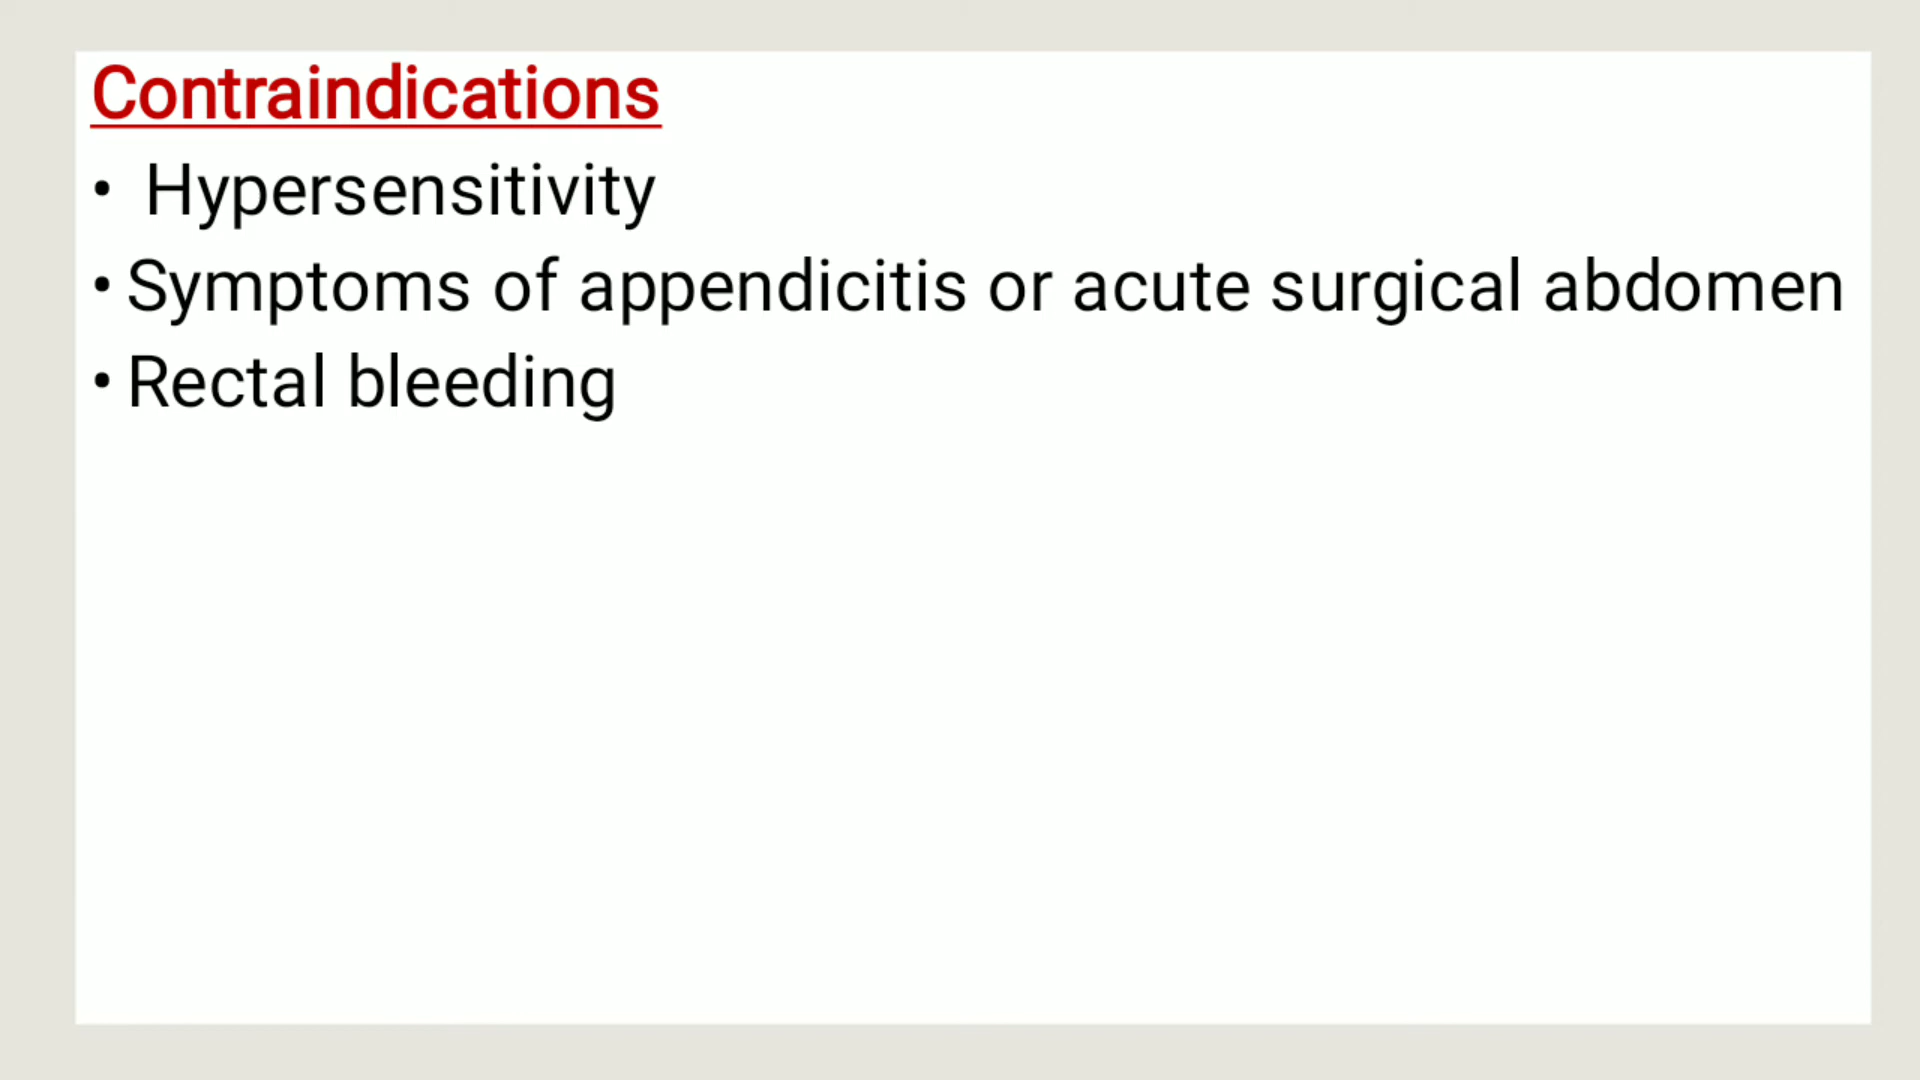 Contraindications
• Hypersensitivity
• Symptoms of appendicitis or acute surgical abdomen
• Rectal bleeding